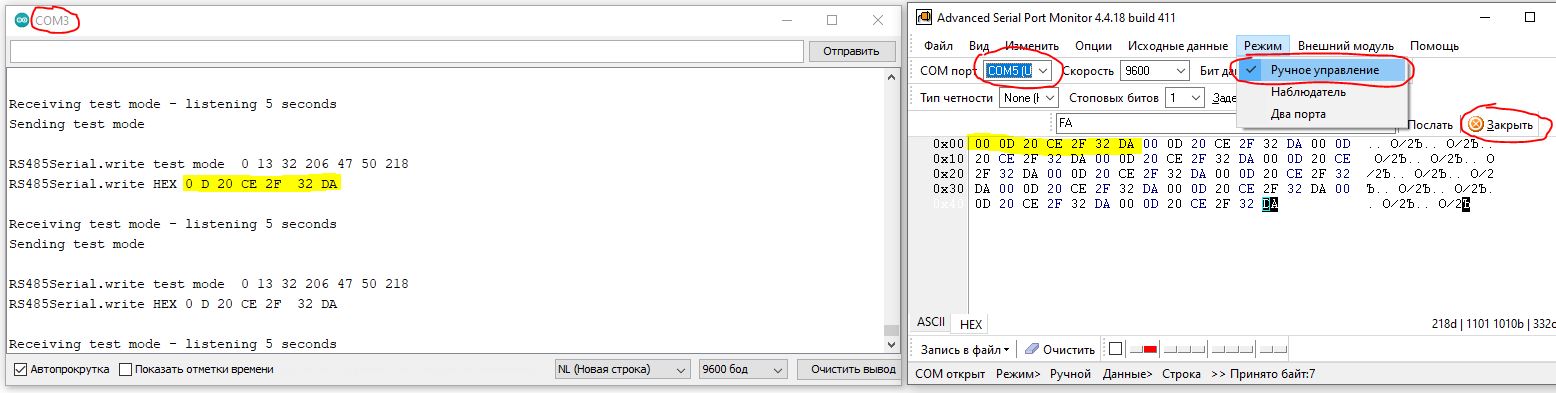 COM3
Отправить
Receiving test mode - listening 5 seconds
Sending test mode
RS485Serial.write test mode  0 13 32 206 47 50 218
RS485Serial.write HEX 0 D 20 CE 2F  32 DA
Receiving test mode - listening 5 seconds
Sending test mode
RS485Serial.write test mode  0 13 32 206 47 50 218
RS485Serial.write HEX 0 D 20 CE 2F  32 DA
Receiving test mode - listening 5 seconds
Автопрокрутка Показать отметки времени NL (Новая строка) 9600 бод Очистить вывод
Advanced Serial Port Monitor 4.4.18 build 411
Файл Вид Изменить Опции Исходные данные Режим Внешний модуль Помощь
COM порт COM5 (U Скорость 9600 Бит да
Ручное управление
Наблюдатель
Два порта
Тип четности None (I Стоповых битов 1 Заде
FA Послать Закрыть
0x00 00 0D 20 CE 2F 32 DA 00 0D 20 CE 2F 32 DA 00 0D .. О/2Ъ.. О/2Ъ..
0x10 20 CE 2F 32 DA 00 0D 20 CE 2F 32 DA 00 0D 20 CE  О/2Ъ.. О/2Ъ.. О
0x20 2F 32 DA 00 0D 20 CE 2F 32 DA 00 0D 20 CE 2F 32 /2Ъ.. О/2Ъ.. О/2
0x30 DA 00 0D 20 CE 2F 32 DA 00 0D 20 CE 2F 32 DA 00 Ъ.. О/2Ъ.. О/2Ъ.
0x40 0D 20 CE 2F 32 DA 00 0D 20 CE 2F 32 DA . О/2Ъ.. О/2Ъ
ASCII HEX 218d | 1101 1010b | 332o
Запись в файл Очистить
COM открыт Режим> Ручной Данные> Строка >> Принято байт:7